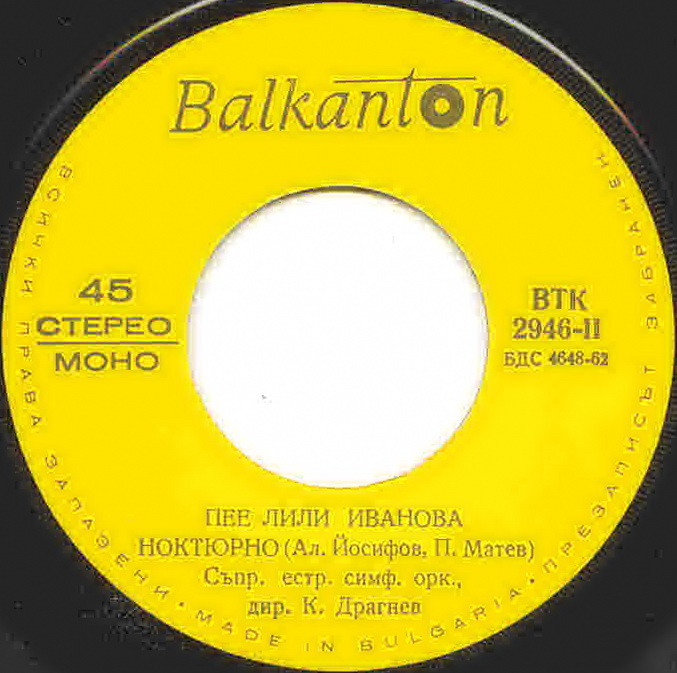 Balkanton
45
СТЕРЕО
МОНО
ВТК
2946-II
БДС 4648-62
ПЕЕ ЛИЛИ ИВАНОВА
НОКТЮРНО (Ал. Йосифов, П. Матев)
Съпр. естр. симф. орк.,
дир. К. Драгнев
ВСИЧКИ ПРАВА ЗАПАЗЕНИ • MADE IN BULGARIA • ПРЕЗАПИСЪТ ЗАБРАНЕН